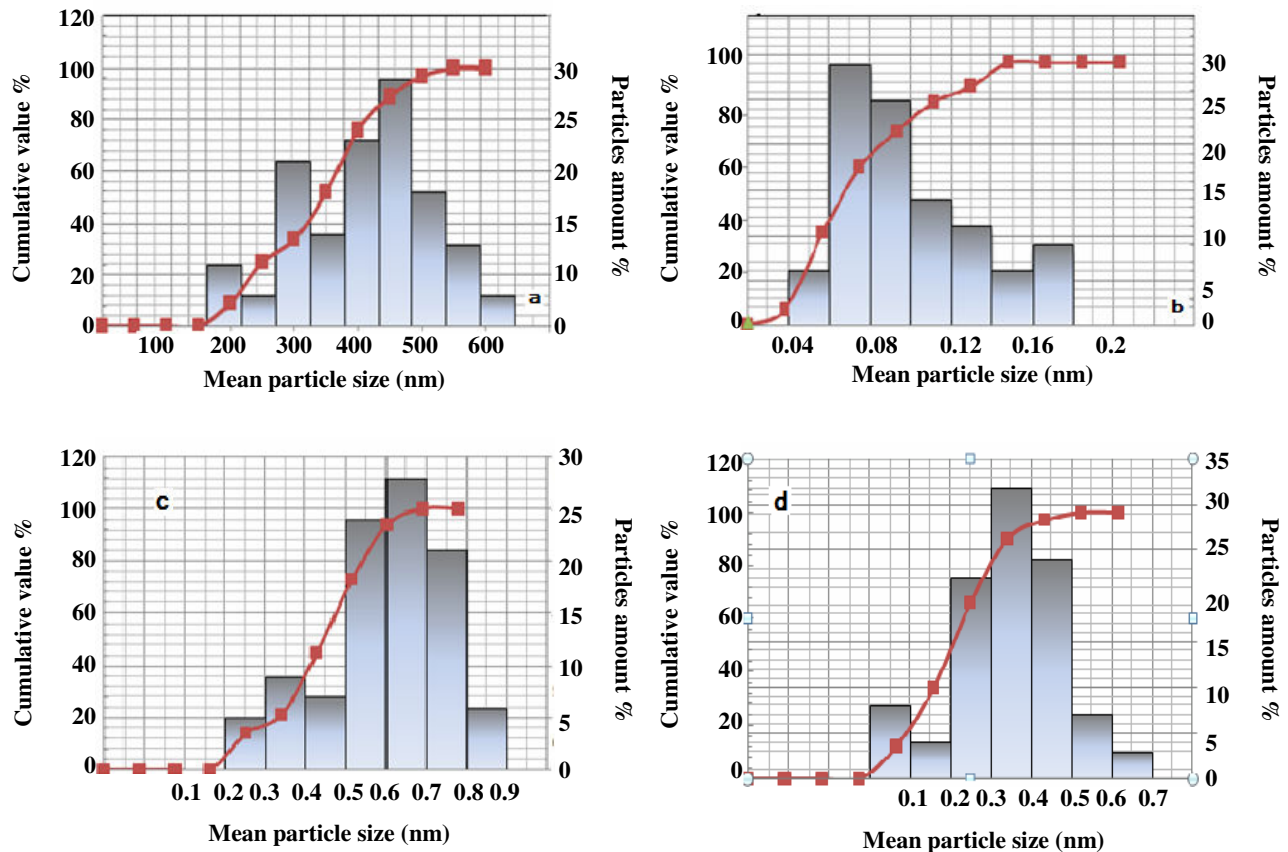 120
100
80
60
40
20
0
Cumulative value %
30
25
20
15
10
5
0
Particles amount %
a
100 200 300 400 500 600
Mean particle size (nm)
120
100
80
60
40
20
0
Cumulative value %
30
25
20
15
10
5
0
Particles amount %
b
0.04 0.08 0.12 0.16 0.2
Mean particle size (nm)
120
100
80
60
40
20
0
Cumulative value %
30
25
20
15
10
5
0
Particles amount %
c
0.1 0.2 0.3 0.4 0.5 0.6 0.7 0.8 0.9
Mean particle size (nm)
120
100
80
60
40
20
0
Cumulative value %
35
30
25
20
15
10
5
0
Particles amount %
d
0.1 0.2 0.3 0.4 0.5 0.6 0.7
Mean particle size (nm)